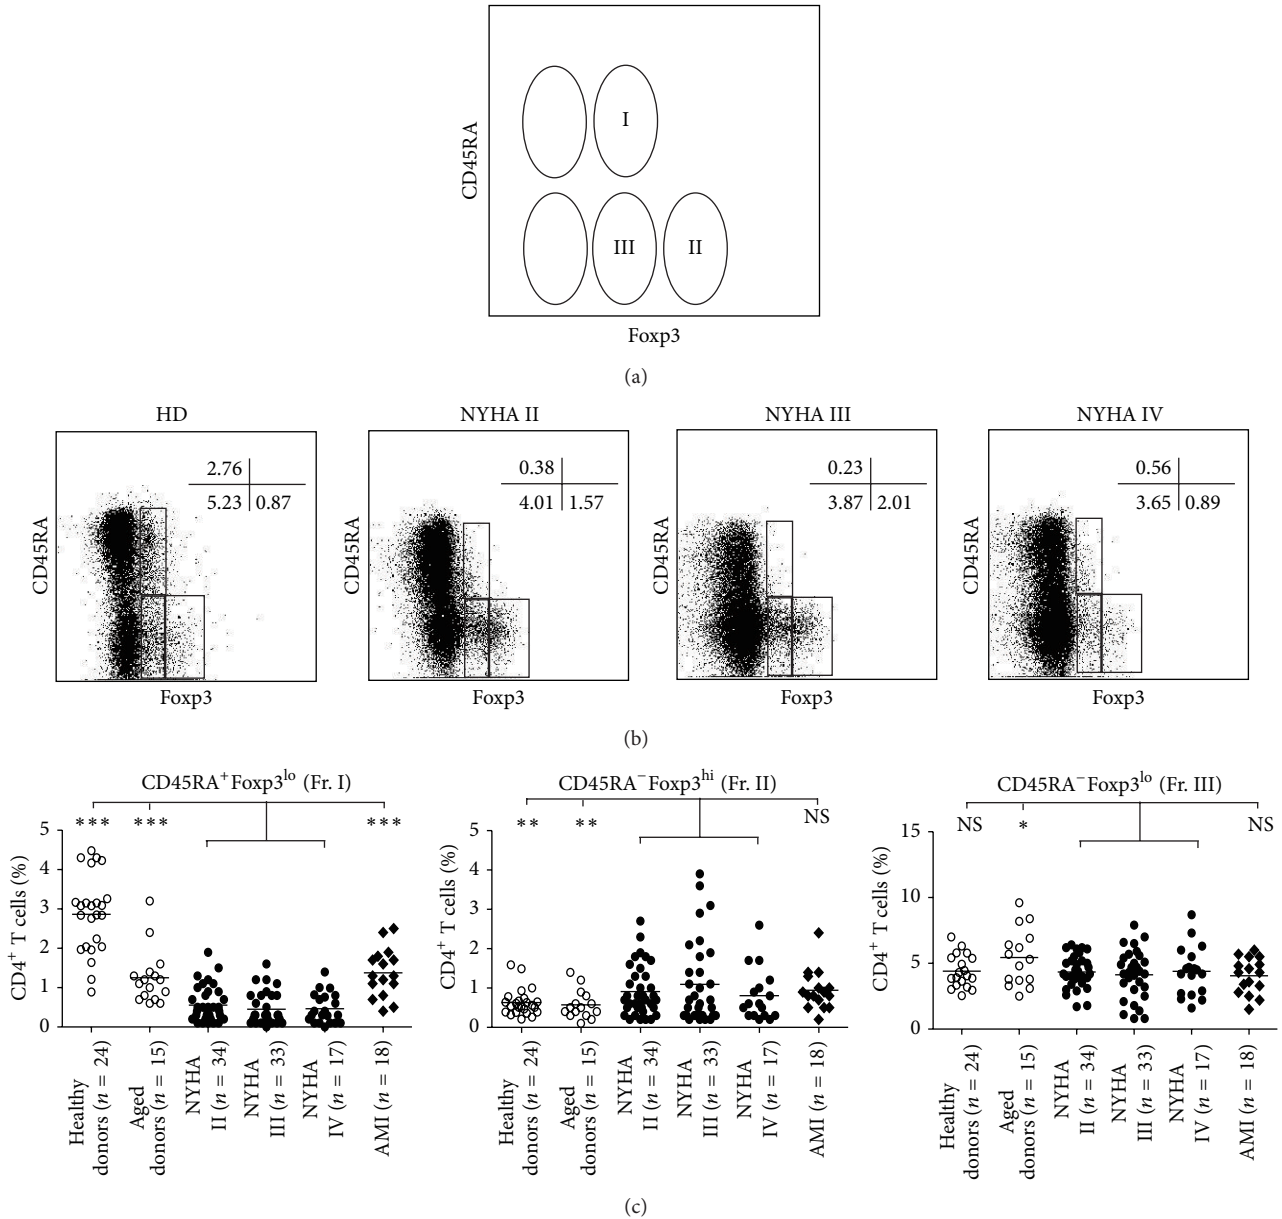 CD45RA
I
III
II
Foxp3
(a)
HD
NYHA II
NYHA III
NYHA IV
CD45RA
2.76
5.23 0.87
Foxp3
CD45RA
0.38
4.01 1.57
Foxp3
CD45RA
0.23
3.87 2.01
Foxp3
CD45RA
0.56
3.65 0.89
Foxp3
(b)
CD45RA⁺Foxp3ˡᵒ (Fr. I)
*** *** ***
CD4⁺ T cells (%)
5
4
3
2
1
0
Healthy
donors (n = 24)
Aged
donors (n = 15)
NYHA
II (n = 34)
NYHA
III (n = 33)
NYHA
IV (n = 17)
AMI (n = 18)
CD45RA⁻Foxp3ʰⁱ (Fr. II)
** ** NS
CD4⁺ T cells (%)
5
4
3
2
1
0
Healthy
donors (n = 24)
Aged
donors (n = 15)
NYHA
II (n = 34)
NYHA
III (n = 33)
NYHA
IV (n = 17)
AMI (n = 18)
CD45RA⁻Foxp3ˡᵒ (Fr. III)
NS * NS
CD4⁺ T cells (%)
15
10
5
0
Healthy
donors (n = 24)
Aged
donors (n = 15)
NYHA
II (n = 34)
NYHA
III (n = 33)
NYHA
IV (n = 17)
AMI (n = 18)
(c)